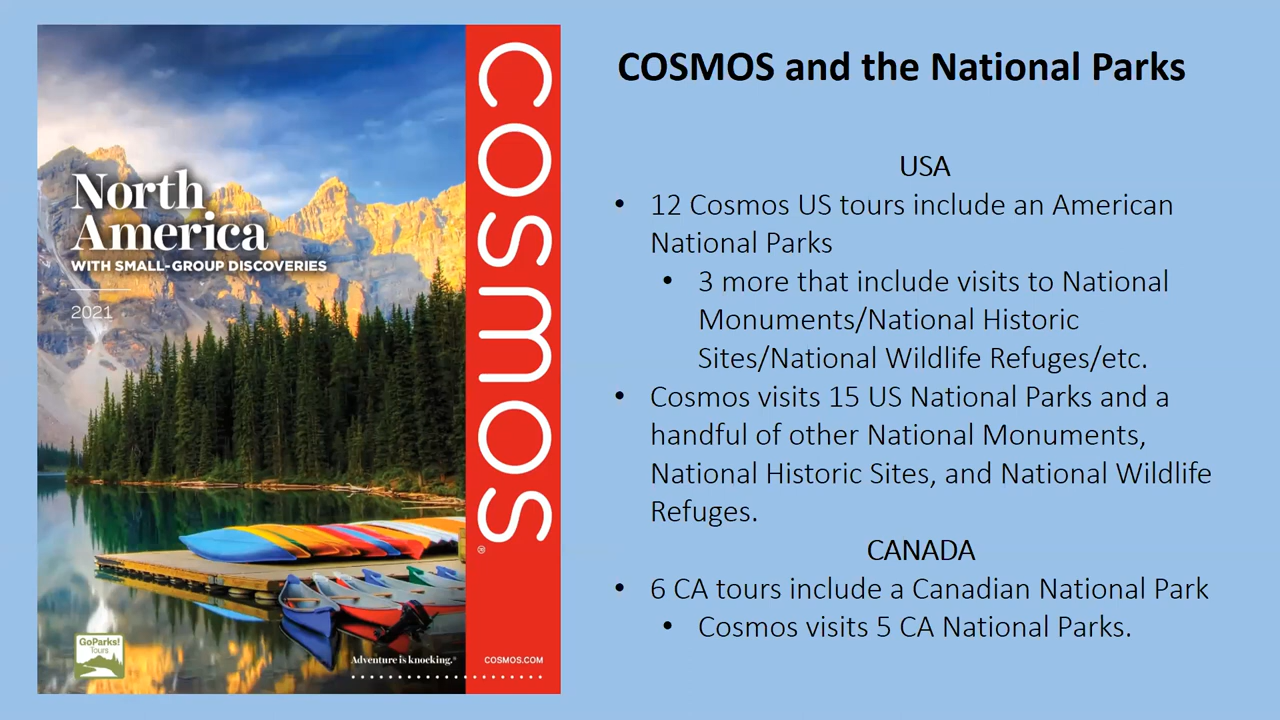 COSMOS and the National Parks
North
America
WITH SMALL-GROUP DISCOVERIES
2021
COSMOS®
GoParks!
Tours
Adventure is knocking.®
COSMOS.COM
USA
• 12 Cosmos US tours include an American
National Parks
• 3 more that include visits to National
Monuments/National Historic
Sites/National Wildlife Refuges/etc.
• Cosmos visits 15 US National Parks and a
handful of other National Monuments,
National Historic Sites, and National Wildlife
Refuges.
CANADA
• 6 CA tours include a Canadian National Park
• Cosmos visits 5 CA National Parks.